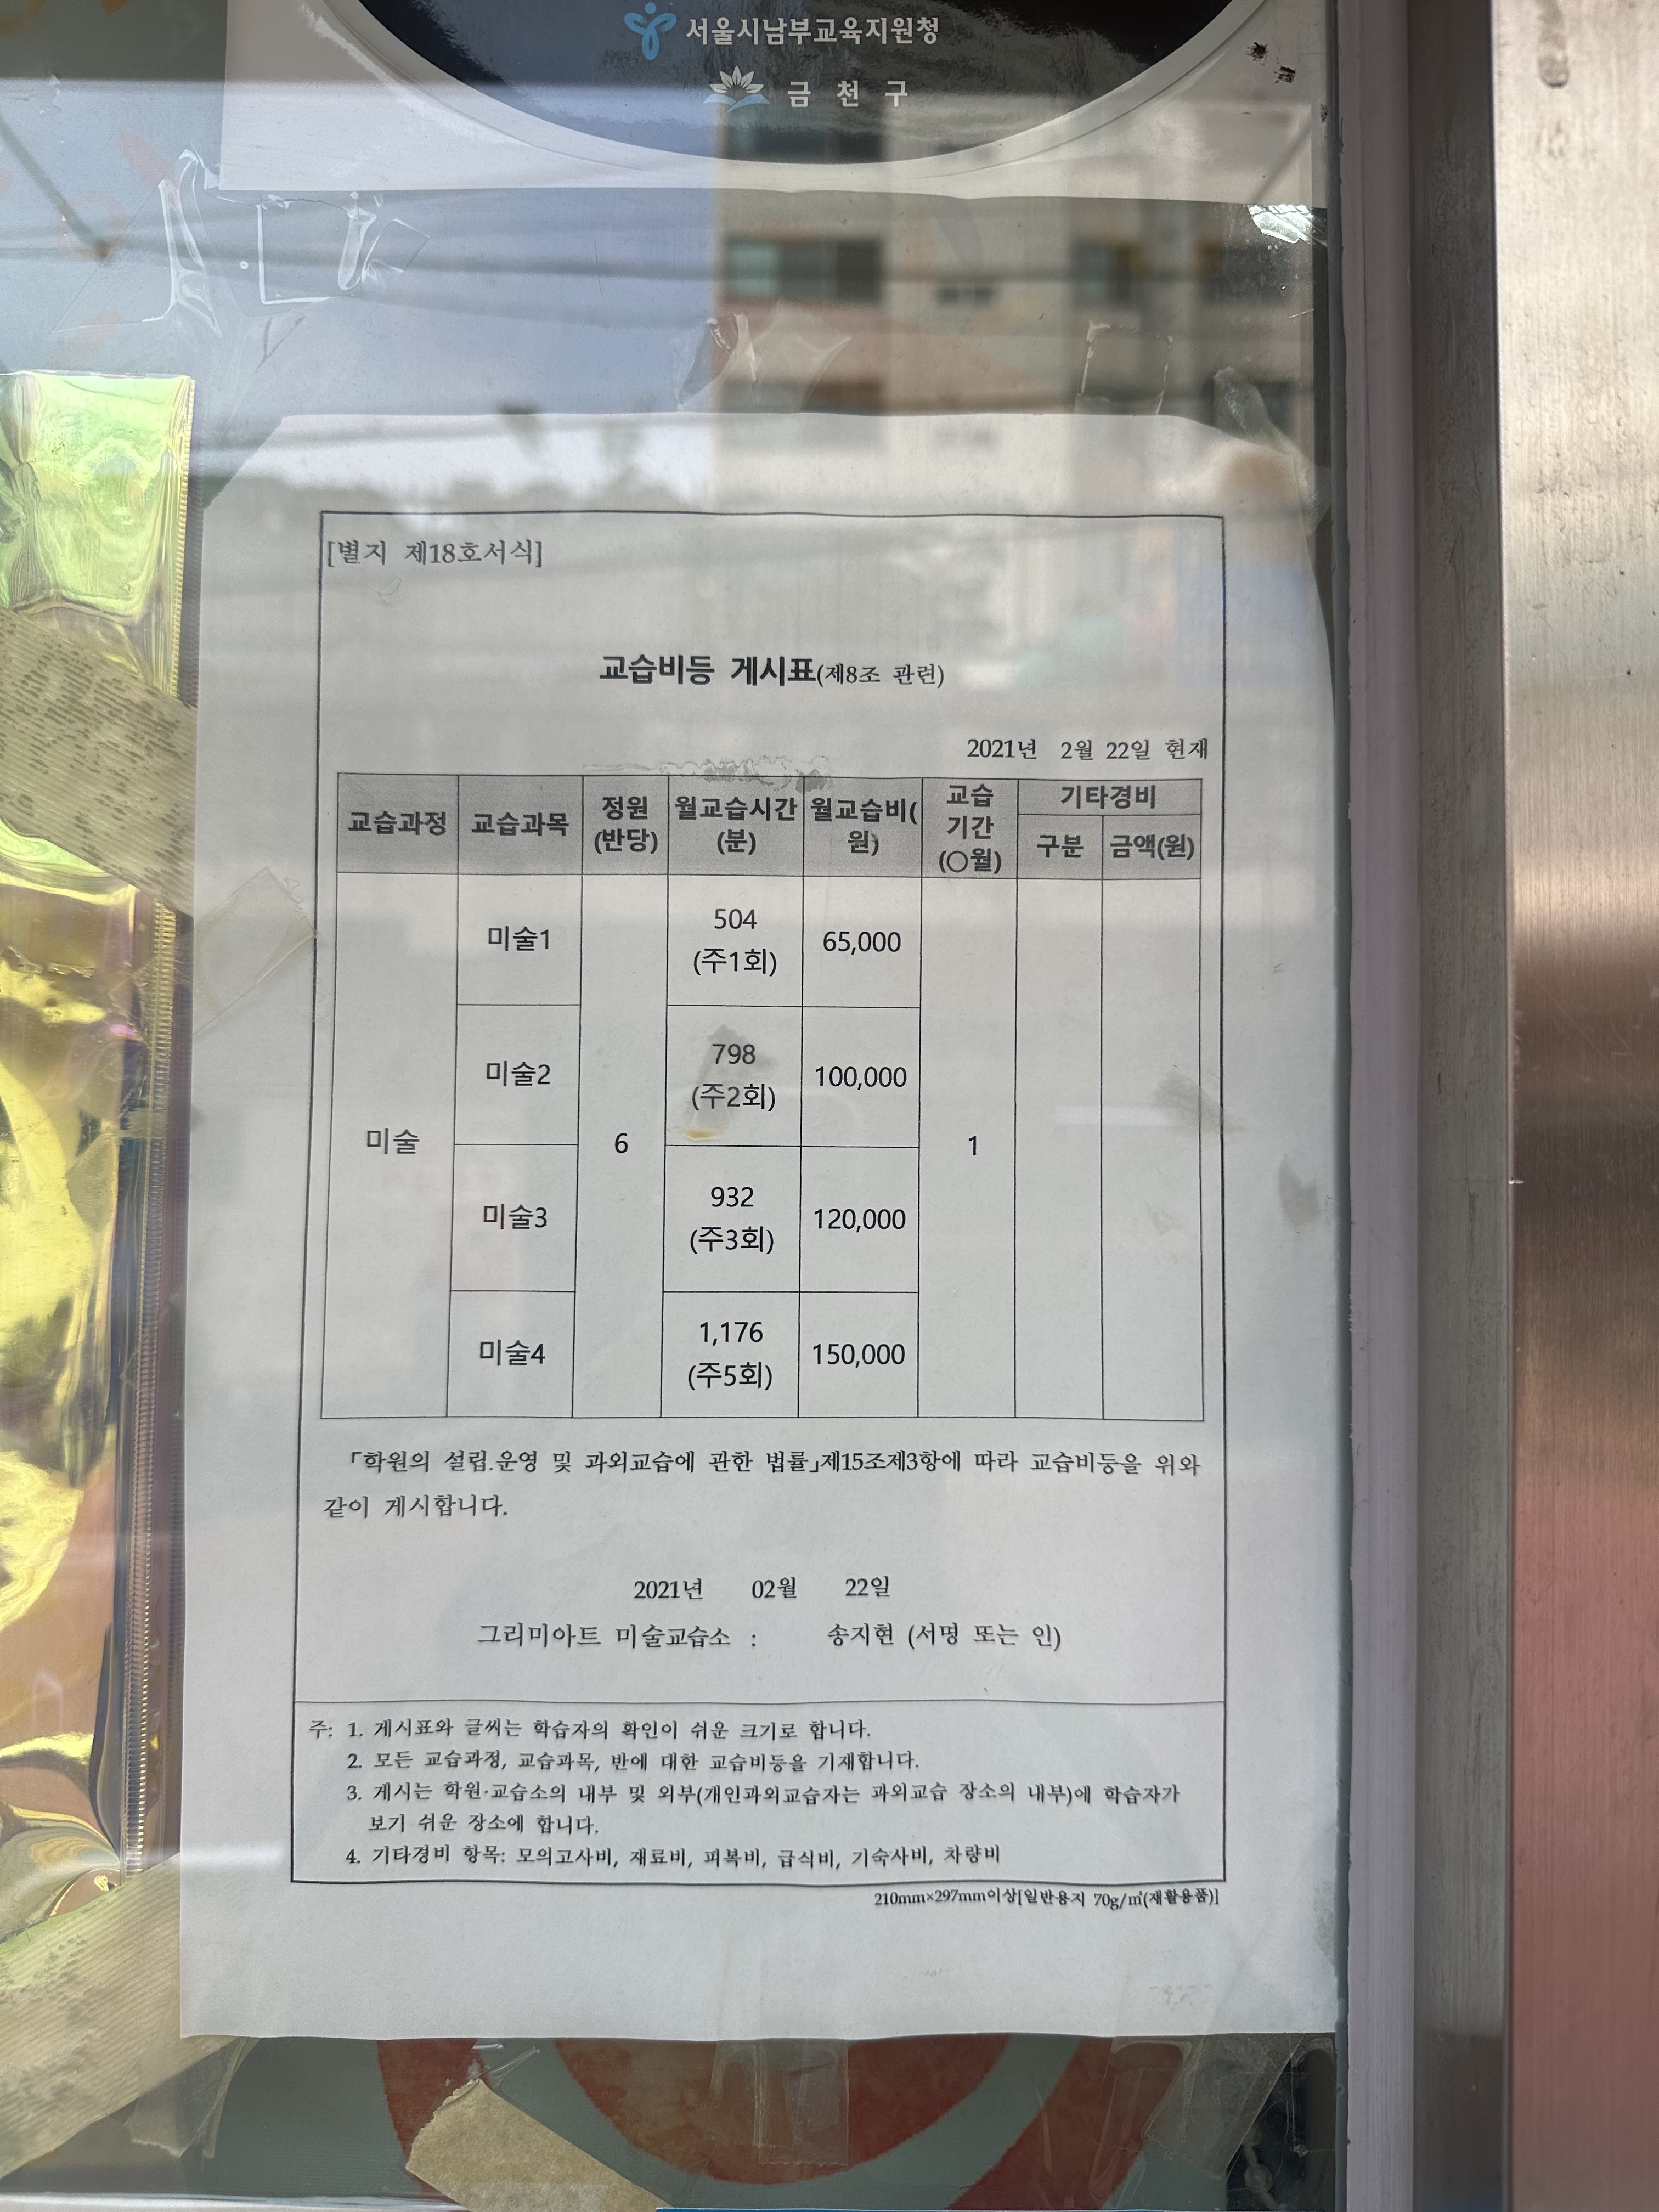 서울시남부교육지원청
금 천 구
[별지 제18호서식]
교습비등 게시표(제8조 관련)
2021년 2월 22일 현재
교습과정 교습과목 정원(반당) 월교습시간(분) 월교습비(원) 교습기간(○월) 기타경비
구분 금액(원)
미술 6 1
미술1 504 (주1회) 65,000
미술2 798 (주2회) 100,000
미술3 932 (주3회) 120,000
미술4 1,176 (주5회) 150,000
「학원의 설립.운영 및 과외교습에 관한 법률」제15조제3항에 따라 교습비등을 위와
같이 게시합니다.
2021년 02월 22일
그리미아트 미술교습소 : 송지현 (서명 또는 인)
주: 1. 게시표와 글씨는 학습자의 확인이 쉬운 크기로 합니다.
2. 모든 교습과정, 교습과목, 반에 대한 교습비등을 기재합니다.
3. 게시는 학원·교습소의 내부 및 외부(개인과외교습자는 과외교습 장소의 내부)에 학습자가
보기 쉬운 장소에 합니다.
4. 기타경비 항목: 모의고사비, 재료비, 피복비, 급식비, 기숙사비, 차량비
210mm×297mm이상[일반용지 70g/㎡(재활용품)]